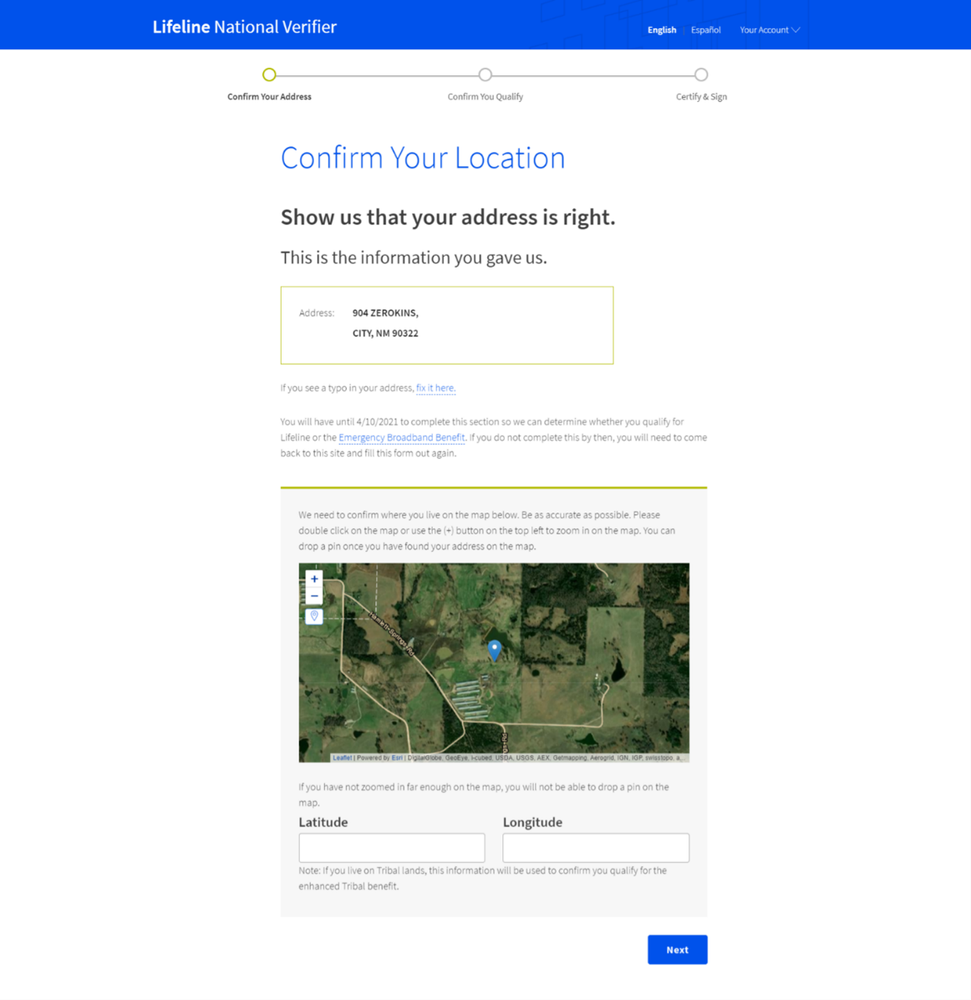 Lifeline National Verifier
English
Español
Your Account
Confirm Your Address
Confirm You Qualify
Certify & Sign
Confirm Your Location
Show us that your address is right.
This is the information you gave us.
Address: 904 ZEROKINS,
CITY, NM 90322
If you see a typo in your address, fix it here.
You will have until 4/10/2021 to complete this section so we can determine whether you qualify for
Lifeline or the Emergency Broadband Benefit. If you do not complete this by then, you will need to come
back to this site and fill this form out again.
We need to confirm where you live on the map below. Be as accurate as possible. Please
double click on the map or use the (+) button on the top left to zoom in on the map. You can
drop a pin once you have found your address on the map.
+
−
Springs Rd
Leaflet | Powered by Esri | DigitalGlobe, GeoEye, i-cubed, USDA, USGS, AEX, Getmapping, Aerogrid, IGN, IGP, swisstopo, a...
If you have not zoomed in far enough on the map, you will not be able to drop a pin on the
map.
Latitude
Longitude
Note: If you live on Tribal lands, this information will be used to confirm you qualify for the
enhanced Tribal benefit.
Next